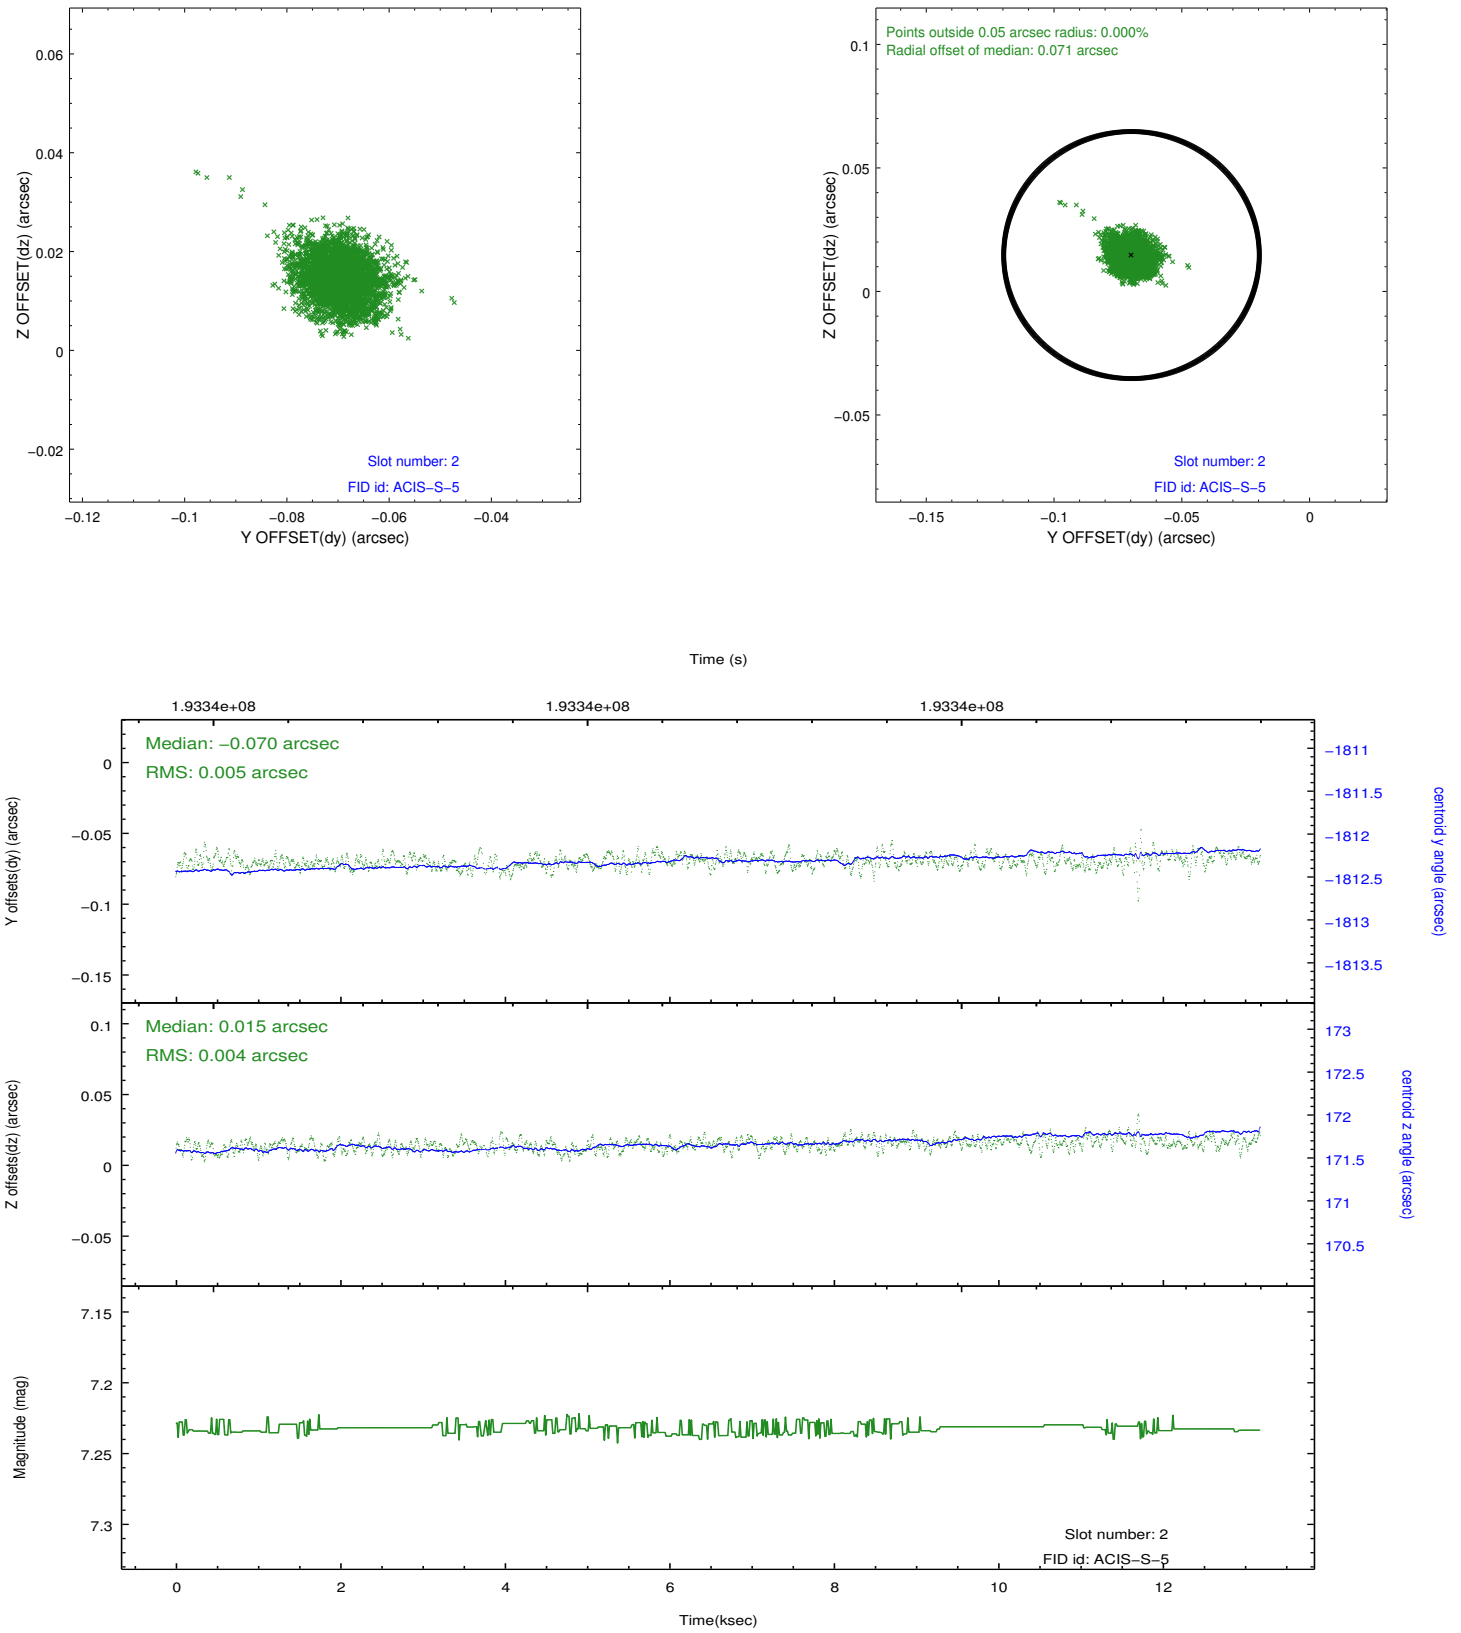 0.06
0.04
0.02
0
−0.02
Z OFFSET(dz) (arcsec)
Slot number: 2
FID id: ACIS−S−5
−0.12
−0.1
−0.08
−0.06
−0.04
Y OFFSET(dy) (arcsec)
Points outside 0.05 arcsec radius: 0.000%
Radial offset of median: 0.071 arcsec
0.1
0.05
0
−0.05
Z OFFSET(dz) (arcsec)
Slot number: 2
FID id: ACIS−S−5
−0.15
−0.1
−0.05
0
Y OFFSET(dy) (arcsec)
Time (s)
1.9334e+08
1.9334e+08
1.9334e+08
Median: −0.070 arcsec
RMS: 0.005 arcsec
0
−0.05
−0.1
−0.15
Y offsets(dy) (arcsec)
−1811
−1811.5
−1812
−1812.5
−1813
−1813.5
centroid y angle (arcsec)
Median: 0.015 arcsec
RMS: 0.004 arcsec
0.1
0.05
0
−0.05
Z offsets(dz) (arcsec)
173
172.5
172
171.5
171
170.5
centroid z angle (arcsec)
7.15
7.2
7.25
7.3
Magnitude (mag)
Slot number: 2
FID id: ACIS−S−5
0
2
4
6
8
10
12
Time(ksec)